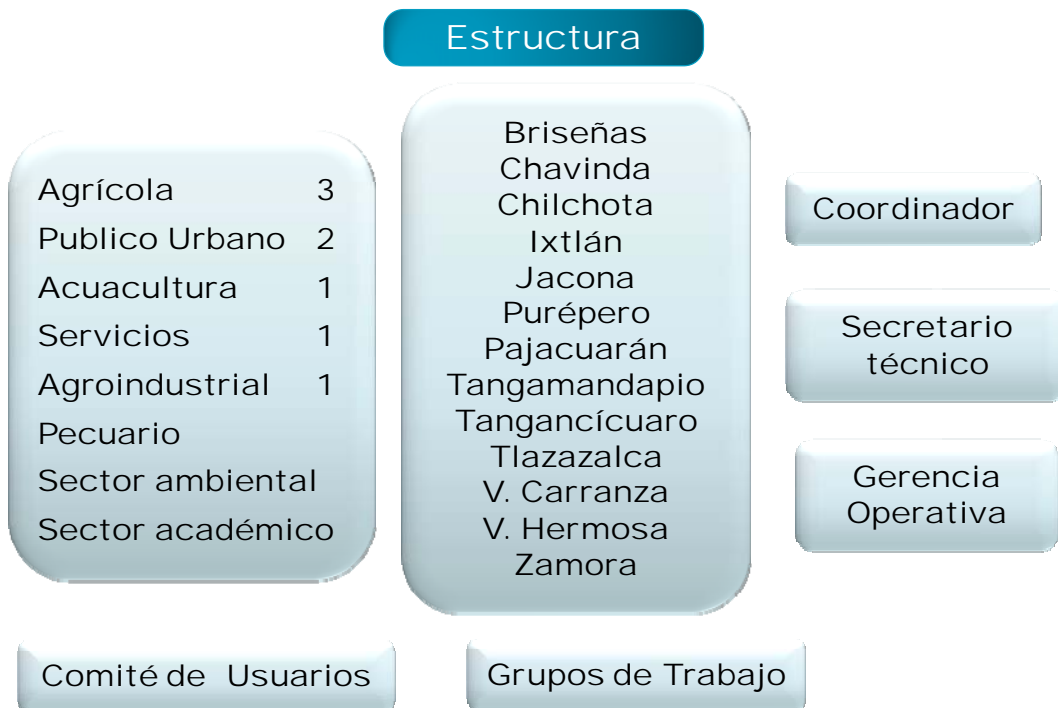 Estructura
Agrícola 3
Publico Urbano 2
Acuacultura 1
Servicios 1
Agroindustrial 1
Pecuario
Sector ambiental
Sector académico
Briseñas
Chavinda
Chilchota
Ixtlán
Jacona
Purépero
Pajacuarán
Tangamandapio
Tangancícuaro
Tlazazalca
V. Carranza
V. Hermosa
Zamora
Coordinador
Secretario
técnico
Gerencia
Operativa
Comité de Usuarios
Grupos de Trabajo